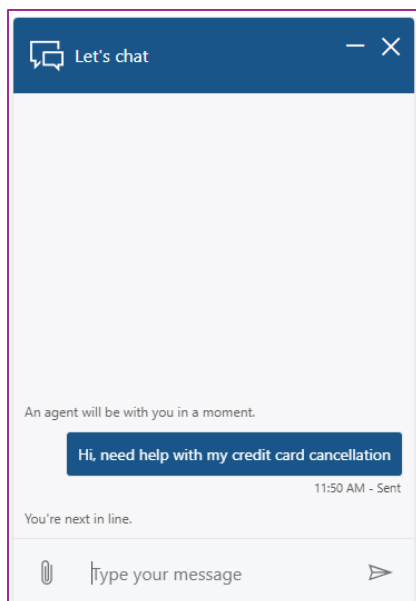 Let's chat
An agent will be with you in a moment.
Hi, need help with my credit card cancellation
11:50 AM - Sent
You're next in line.
Type your message